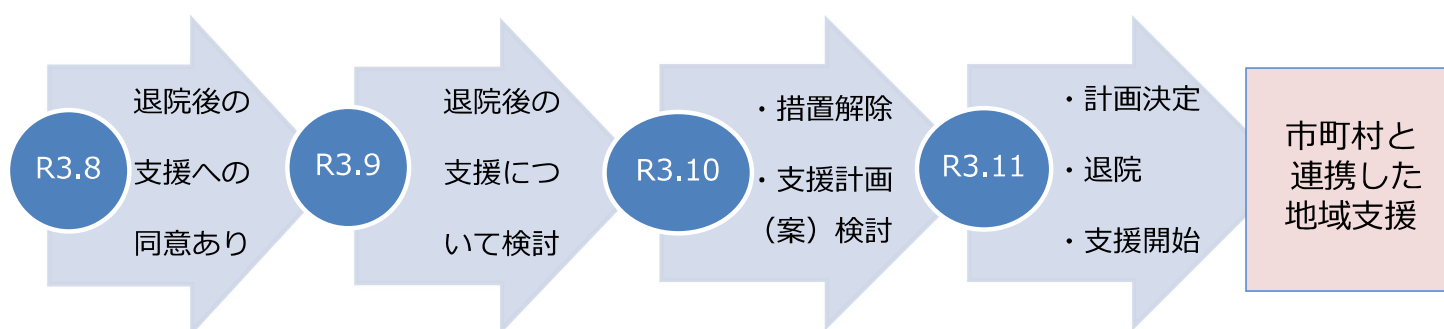 R3.8
退院後の
支援への
同意あり
R3.9
退院後の
支援につ
いて検討
R3.10
・措置解除
・支援計画
（案）検討
R3.11
・計画決定
・退院
・支援開始
市町村と
連携した
地域支援